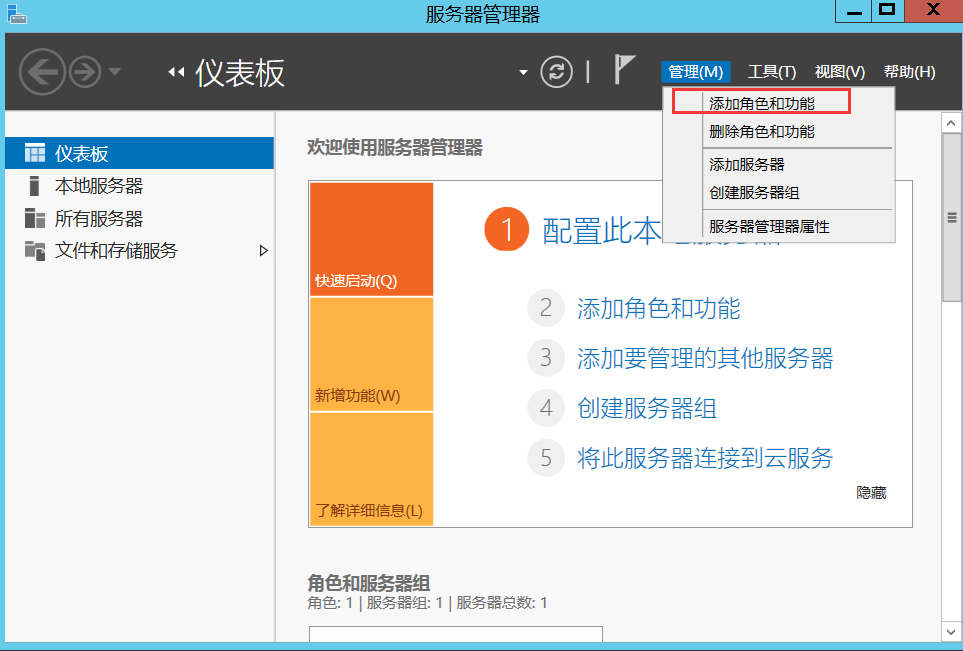 服务器管理器
仪表板
管理(M) 工具(T) 视图(V) 帮助(H)
添加角色和功能
删除角色和功能
添加服务器
创建服务器组
服务器管理器属性
仪表板
本地服务器
所有服务器
文件和存储服务
欢迎使用服务器管理器
快速启动(Q)
新增功能(W)
了解详细信息(L)
1 配置此本
2 添加角色和功能
3 添加要管理的其他服务器
4 创建服务器组
5 将此服务器连接到云服务
隐藏
角色和服务器组
角色: 1 | 服务器组: 1 | 服务器总数: 1